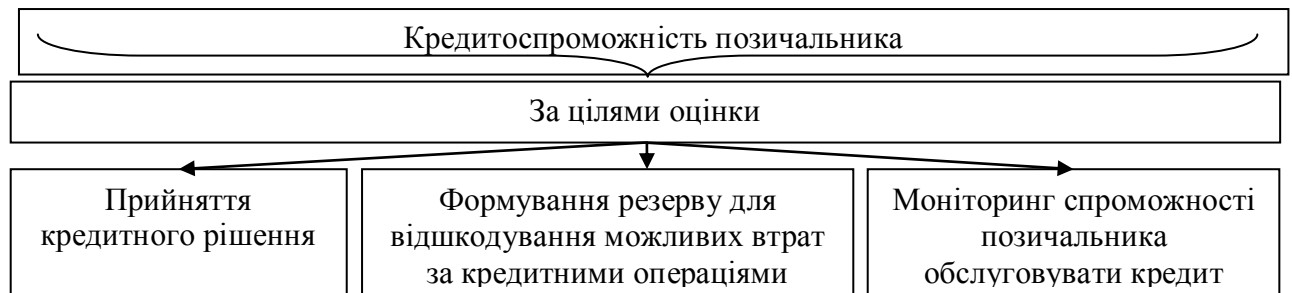 Кредитоспроможність позичальника
За цілями оцінки
Прийняття
кредитного рішення
Формування резерву для
відшкодування можливих втрат
за кредитними операціями
Моніторинг спроможності
позичальника
обслуговувати кредит